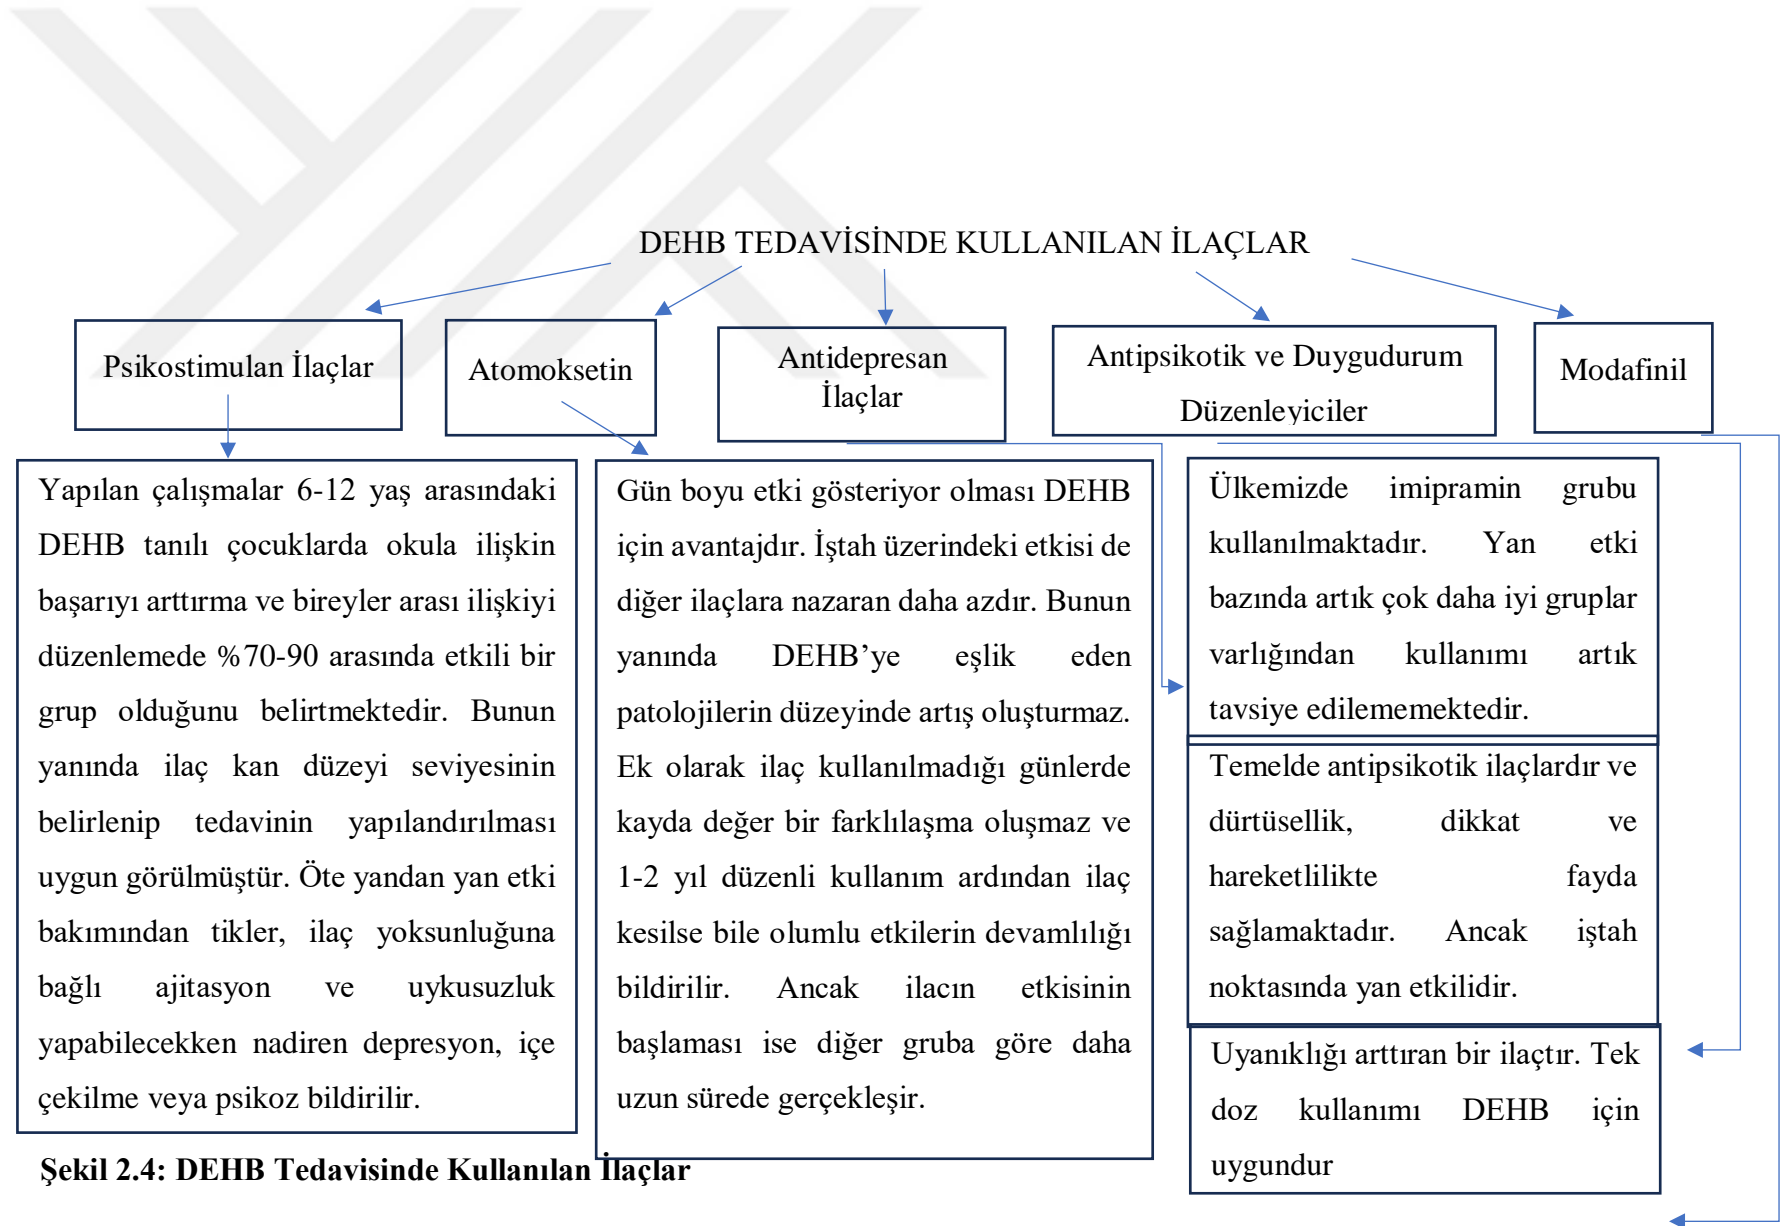 DEHB TEDAVİSİNDE KULLANILAN İLAÇLAR
Psikostimulan İlaçlar
Atomoksetin
Antidepresan
İlaçlar
Antipsikotik ve Duygudurum
Düzenleyiciler
Modafinil
Yapılan çalışmalar 6-12 yaş arasındaki
DEHB tanılı çocuklarda okula ilişkin
başarıyı arttırma ve bireyler arası ilişkiyi
düzenlemede %70-90 arasında etkili bir
grup olduğunu belirtmektedir. Bunun
yanında ilaç kan düzeyi seviyesinin
belirlenip tedavinin yapılandırılması
uygun görülmüştür. Öte yandan yan etki
bakımından tikler, ilaç yoksunluğuna
bağlı ajitasyon ve uykusuzluk
yapabilecekken nadiren depresyon, içe
çekilme veya psikoz bildirilir.
Gün boyu etki gösteriyor olması DEHB
için avantajdır. İştah üzerindeki etkisi de
diğer ilaçlara nazaran daha azdır. Bunun
yanında DEHB’ye eşlik eden
patolojilerin düzeyinde artış oluşturmaz.
Ek olarak ilaç kullanılmadığı günlerde
kayda değer bir farklılaşma oluşmaz ve
1-2 yıl düzenli kullanım ardından ilaç
kesilse bile olumlu etkilerin devamlılığı
bildirilir. Ancak ilacın etkisinin
başlaması ise diğer gruba göre daha
uzun sürede gerçekleşir.
Ülkemizde imipramin grubu
kullanılmaktadır. Yan etki
bazında artık çok daha iyi gruplar
varlığından kullanımı artık
tavsiye edilememektedir.
Temelde antipsikotik ilaçlardır ve
dürtüsellik, dikkat ve
hareketlilikte fayda
sağlamaktadır. Ancak iştah
noktasında yan etkilidir.
Uyanıklığı arttıran bir ilaçtır. Tek
doz kullanımı DEHB için
uygundur
Şekil 2.4: DEHB Tedavisinde Kullanılan İlaçlar